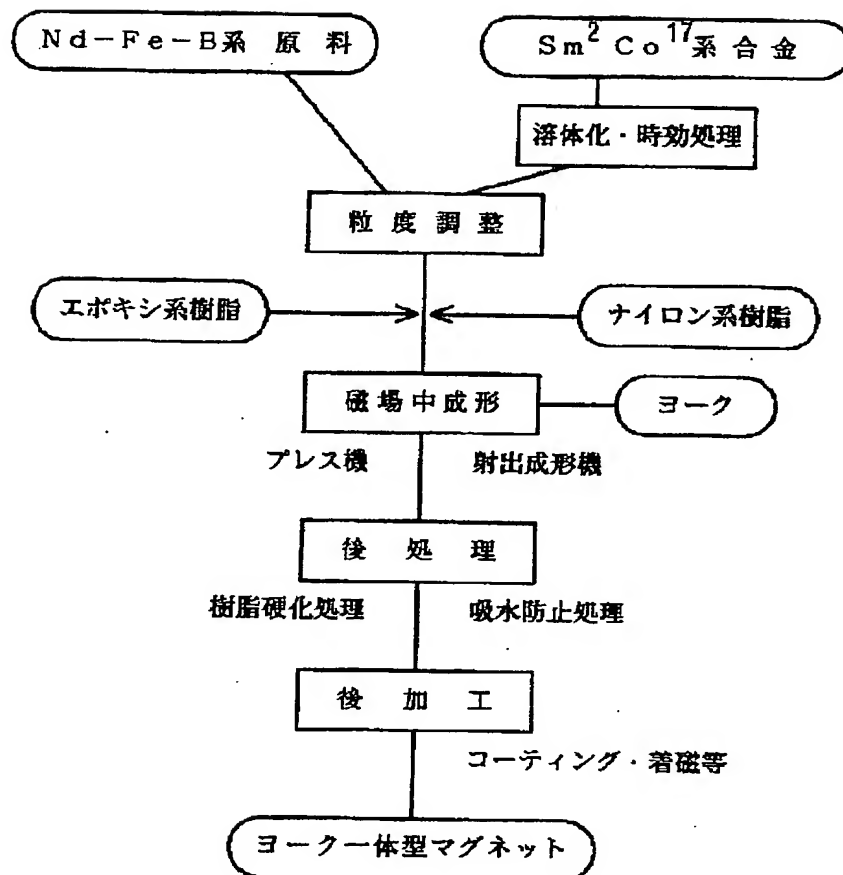 Nd-Fe-B系 原料
Sm² Co¹⁷系合金
溶体化・時効処理
粒度調整
エポキシ系樹脂
ナイロン系樹脂
磁場中成形
ヨーク
プレス機
射出成形機
後処理
樹脂硬化処理
吸水防止処理
後加工
コーティング・着磁等
ヨーク一体型マグネット